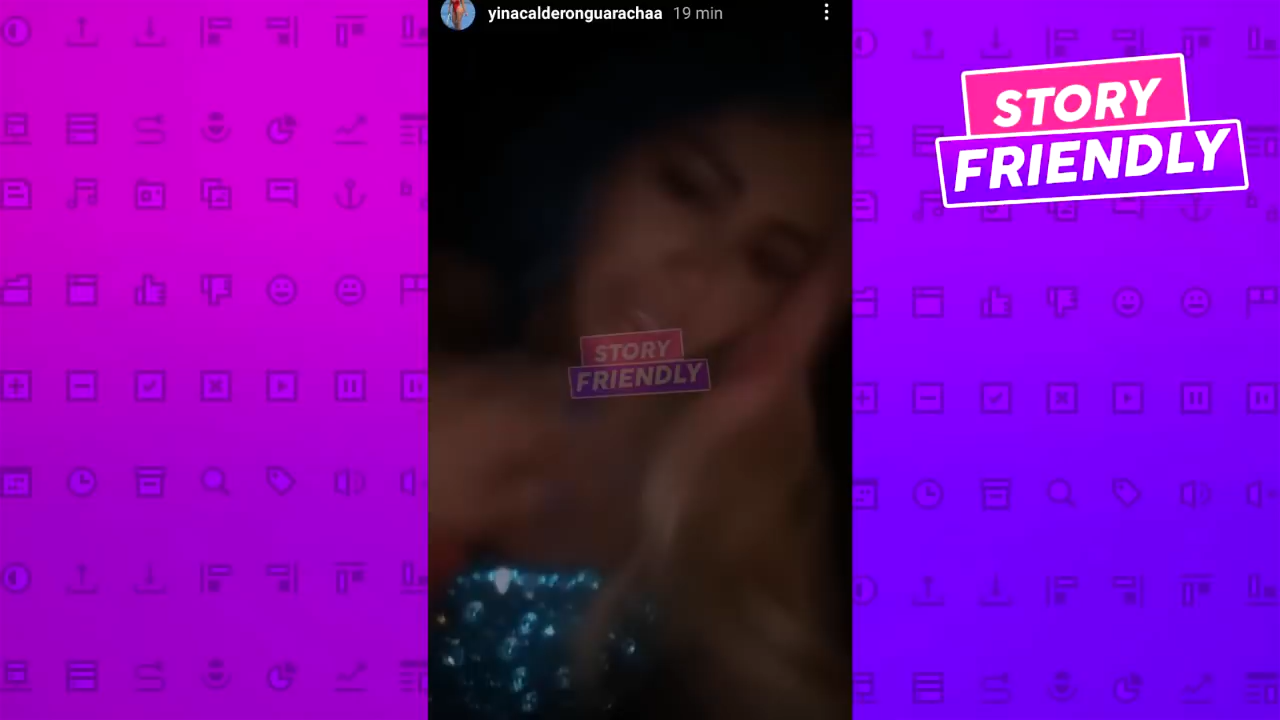 yinacalderonguarachaa 19 min
STORY
FRIENDLY
STORY
FRIENDLY